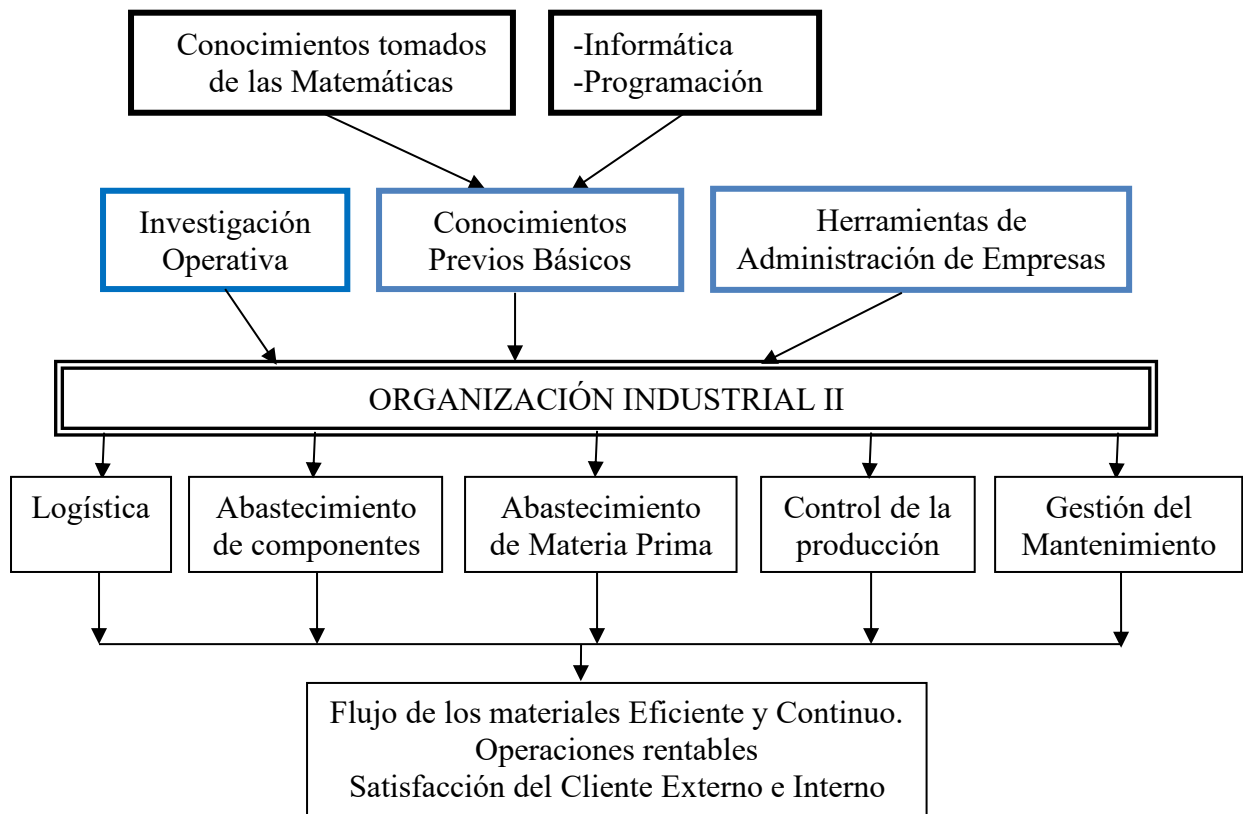 Conocimientos tomados
de las Matemáticas
-Informática
-Programación
Investigación
Operativa
Conocimientos
Previos Básicos
Herramientas de
Administración de Empresas
ORGANIZACIÓN INDUSTRIAL II
Logística
Abastecimiento
de componentes
Abastecimiento
de Materia Prima
Control de la
producción
Gestión del
Mantenimiento
Flujo de los materiales Eficiente y Continuo.
Operaciones rentables
Satisfacción del Cliente Externo e Interno